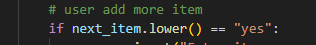 # user add more item
if next_item.lower() == "yes":